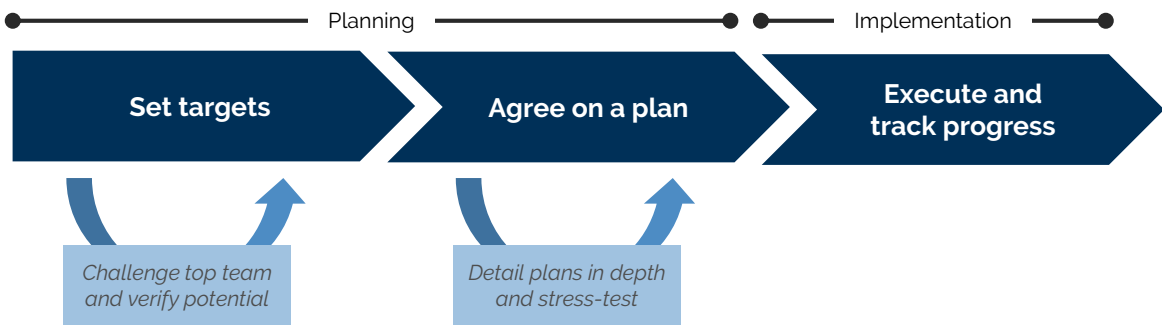 Planning
Implementation
Set targets
Agree on a plan
Execute and
track progress
Challenge top team
and verify potential
Detail plans in depth
and stress-test